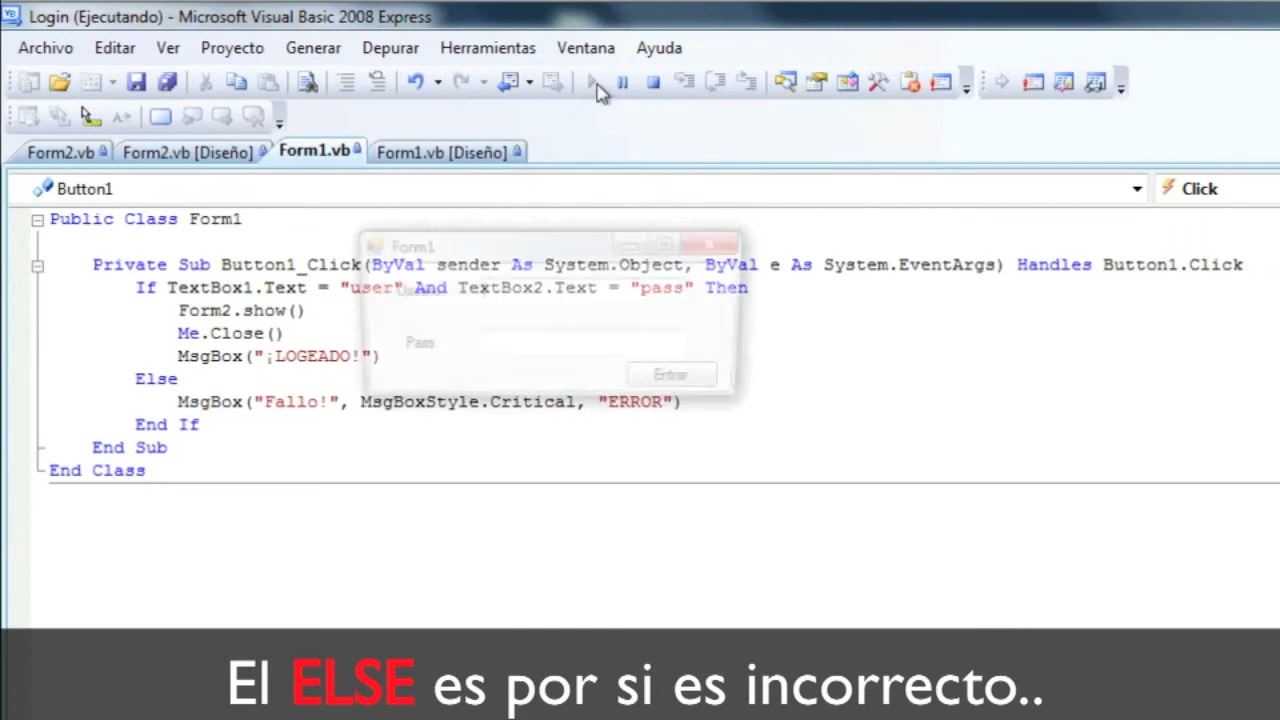 Login (Ejecutando) - Microsoft Visual Basic 2008 Express
Archivo Editar Ver Proyecto Generar Depurar Herramientas Ventana Ayuda
Form2.vb Form2.vb [Diseño] Form1.vb Form1.vb [Diseño]
Button1 Click
Public Class Form1
Form1
Private Sub Button1_Click(ByVal sender As System.Object, ByVal e As System.EventArgs) Handles Button1.Click
If TextBox1.Text = "user" And TextBox2.Text = "pass" Then
Form2.show()
Me.Close()
Pass
MsgBox("¡LOGEADO!")
Entrar
Else
MsgBox("Fallo!", MsgBoxStyle.Critical, "ERROR")
End If
End Sub
End Class
El ELSE es por si es incorrecto..